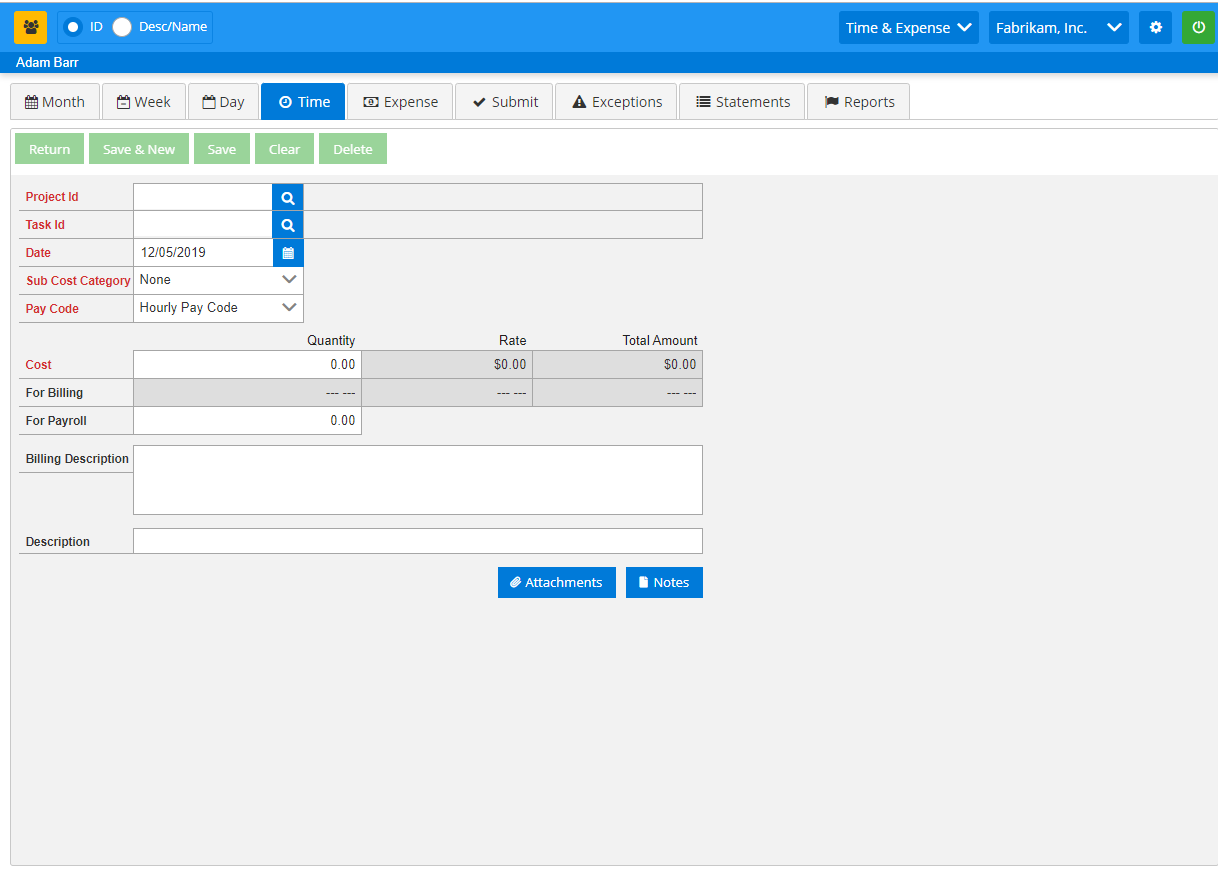 ID Desc/Name Time & Expense Fabrikam, Inc.
Adam Barr
Month Week Day Time Expense Submit Exceptions Statements Reports
Return Save & New Save Clear Delete
Project Id
Task Id
Date 12/05/2019
Sub Cost Category None
Pay Code Hourly Pay Code
Quantity Rate Total Amount
Cost 0.00 $0.00 $0.00
For Billing --- --- --- --- --- ---
For Payroll 0.00
Billing Description
Description
Attachments Notes